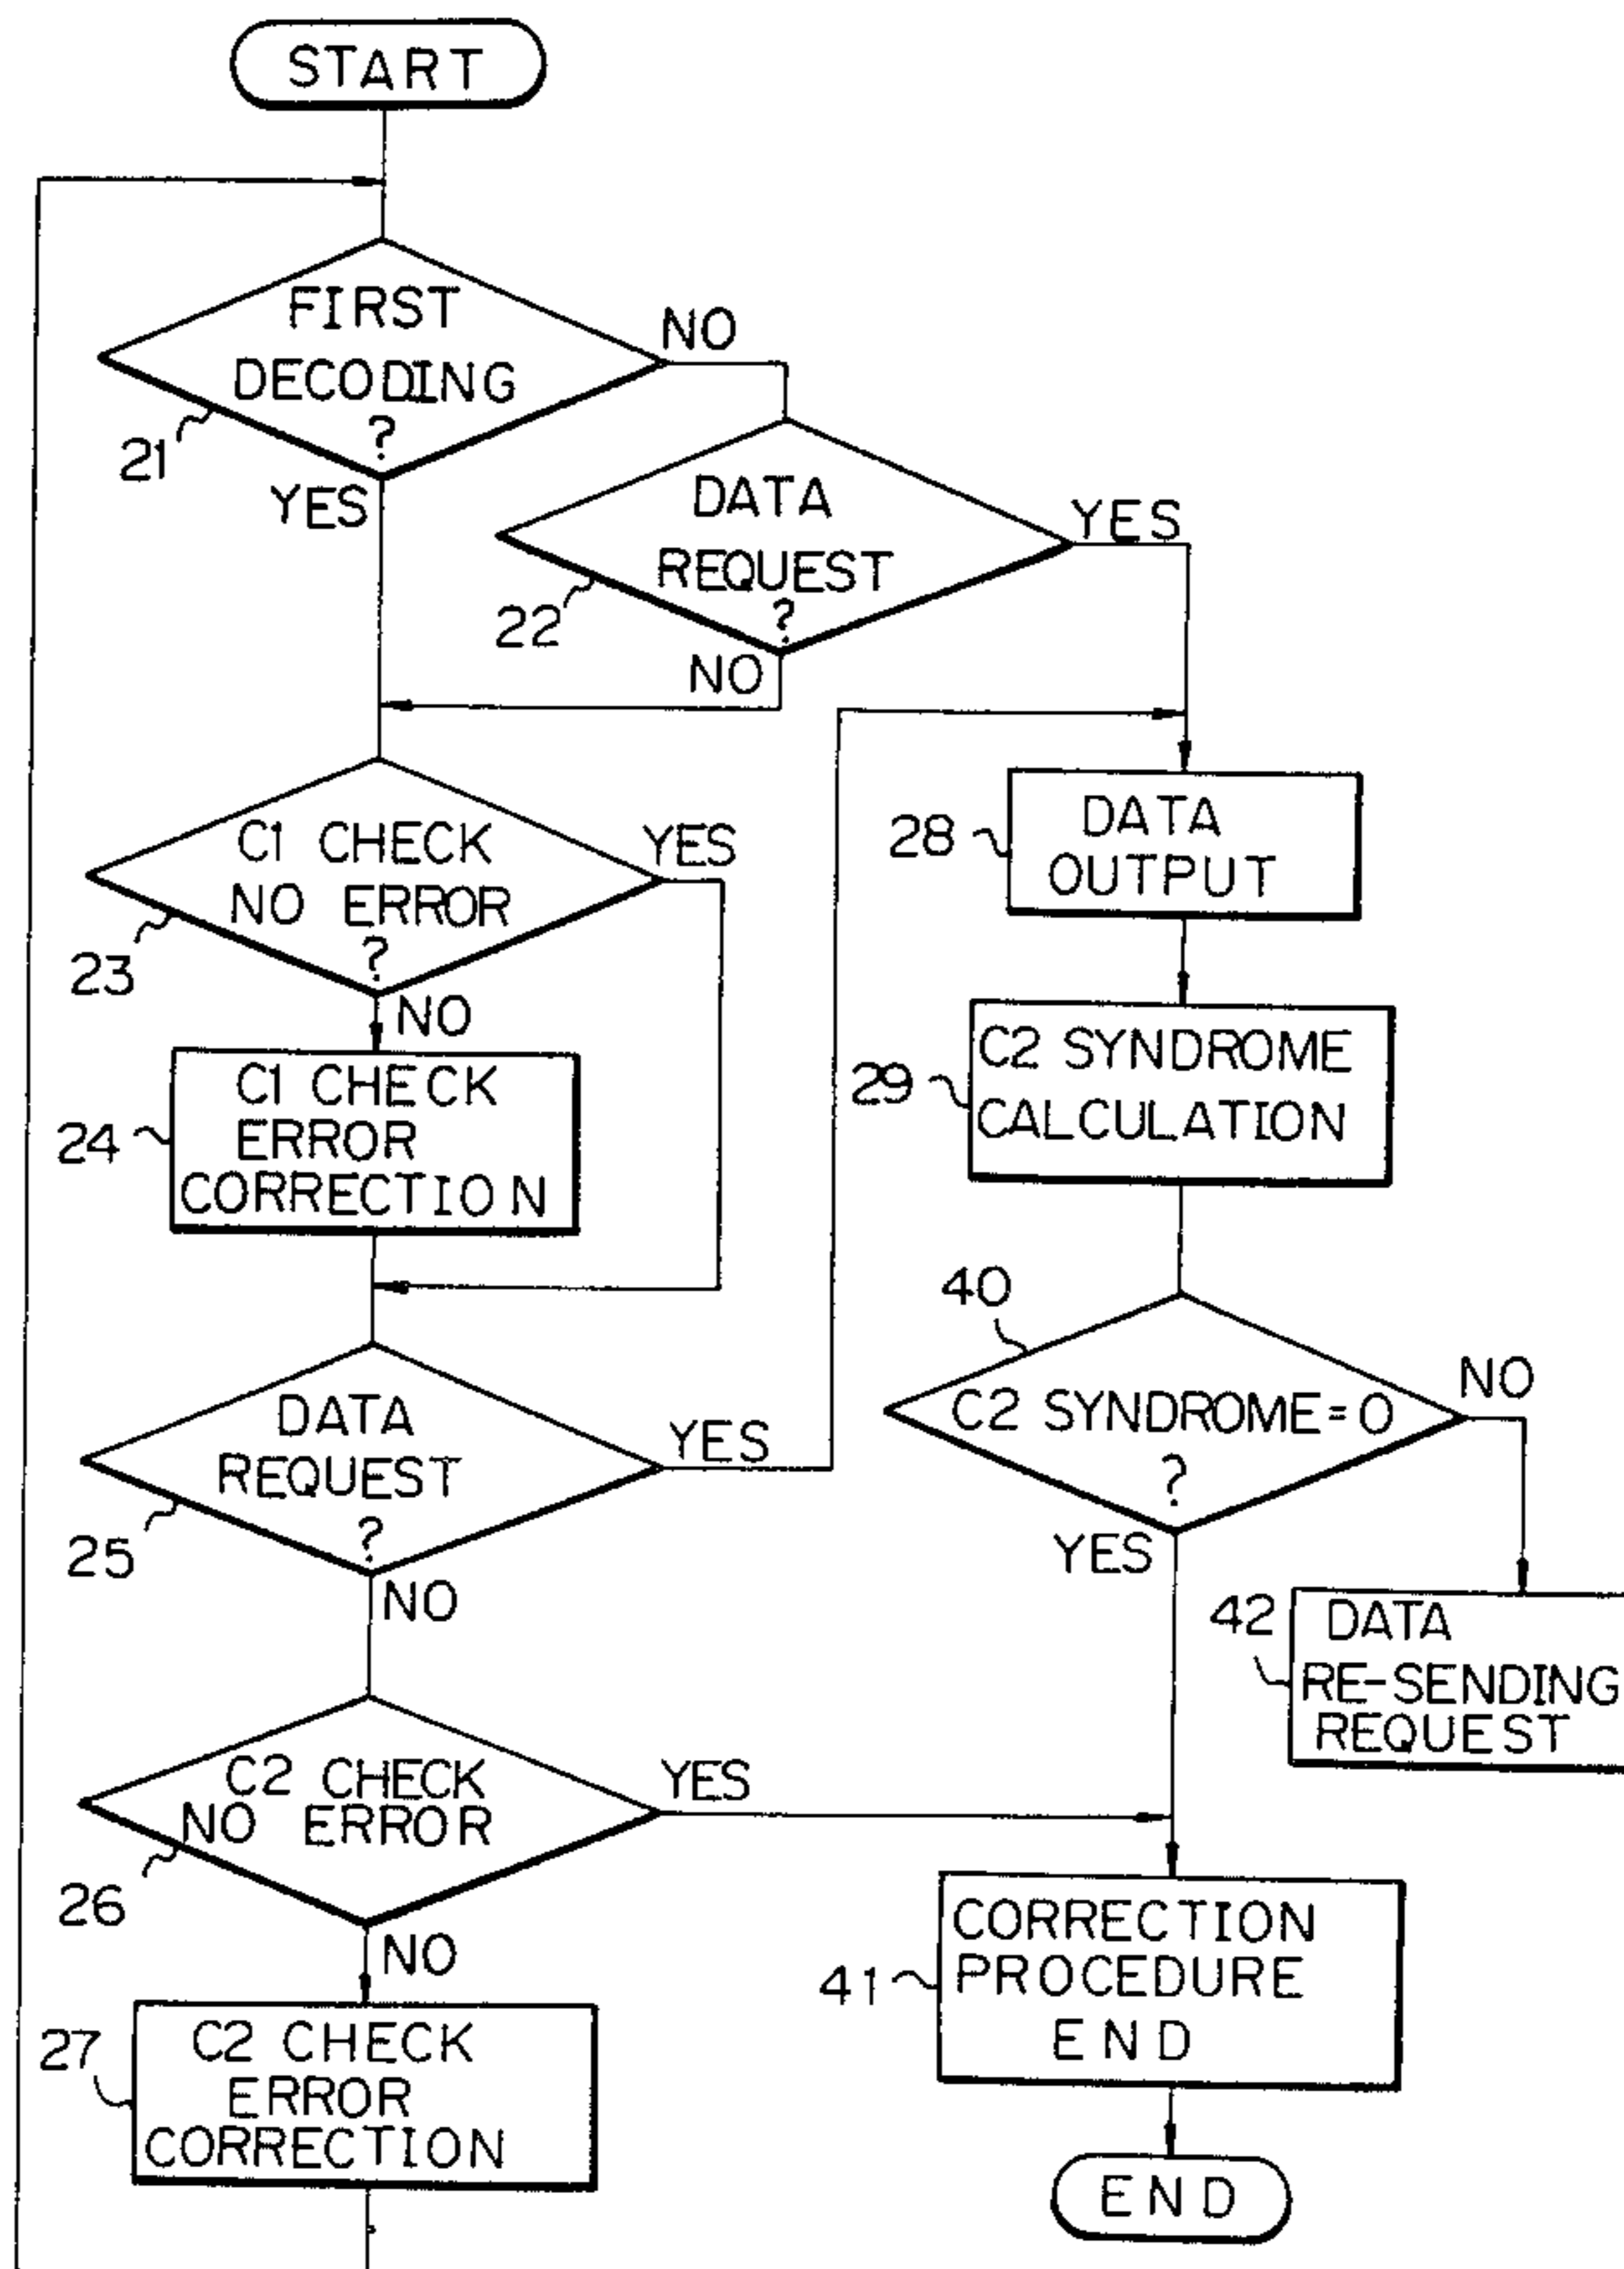 START
FIRST
DECODING
?
21
NO
YES
DATA
REQUEST
?
22
YES
NO
C1 CHECK
NO ERROR
?
23
YES
NO
C1 CHECK
ERROR
CORRECTION
24
DATA
REQUEST
?
25
YES
NO
C2 CHECK
NO ERROR
26
YES
NO
C2 CHECK
ERROR
CORRECTION
27
DATA
OUTPUT
28
C2 SYNDROME
CALCULATION
29
40
C2 SYNDROME=0
?
NO
YES
42
DATA
RE-SENDING
REQUEST
CORRECTION
PROCEDURE
END
41
END